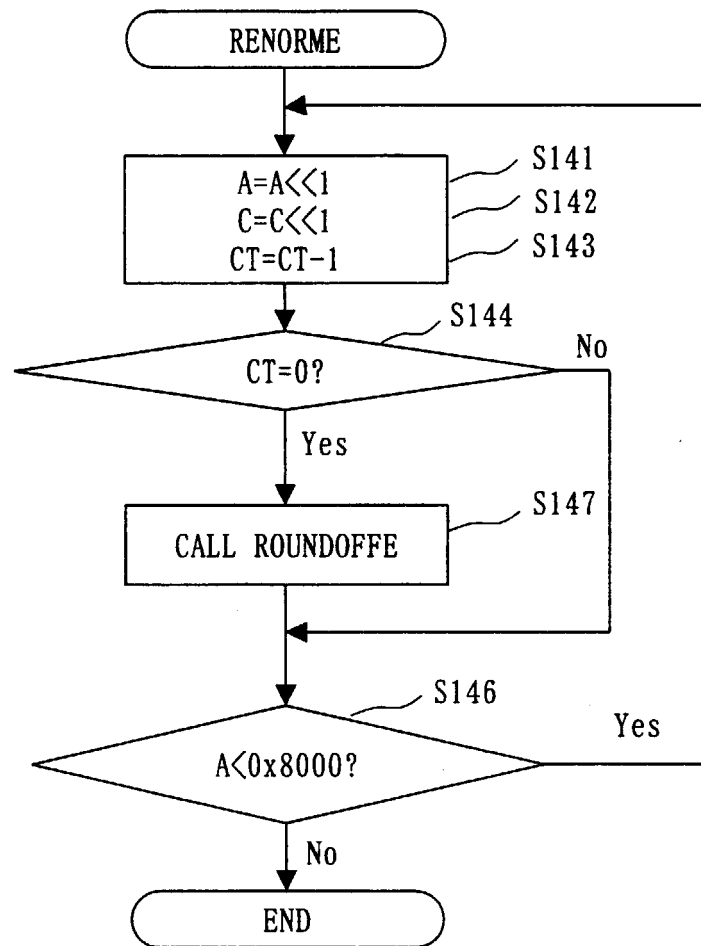 RENORME
A=A<<1
S141
C=C<<1
S142
CT=CT-1
S143
S144
CT=0?
No
Yes
S147
CALL ROUNDOFFE
S146
A<0x8000?
Yes
No
END